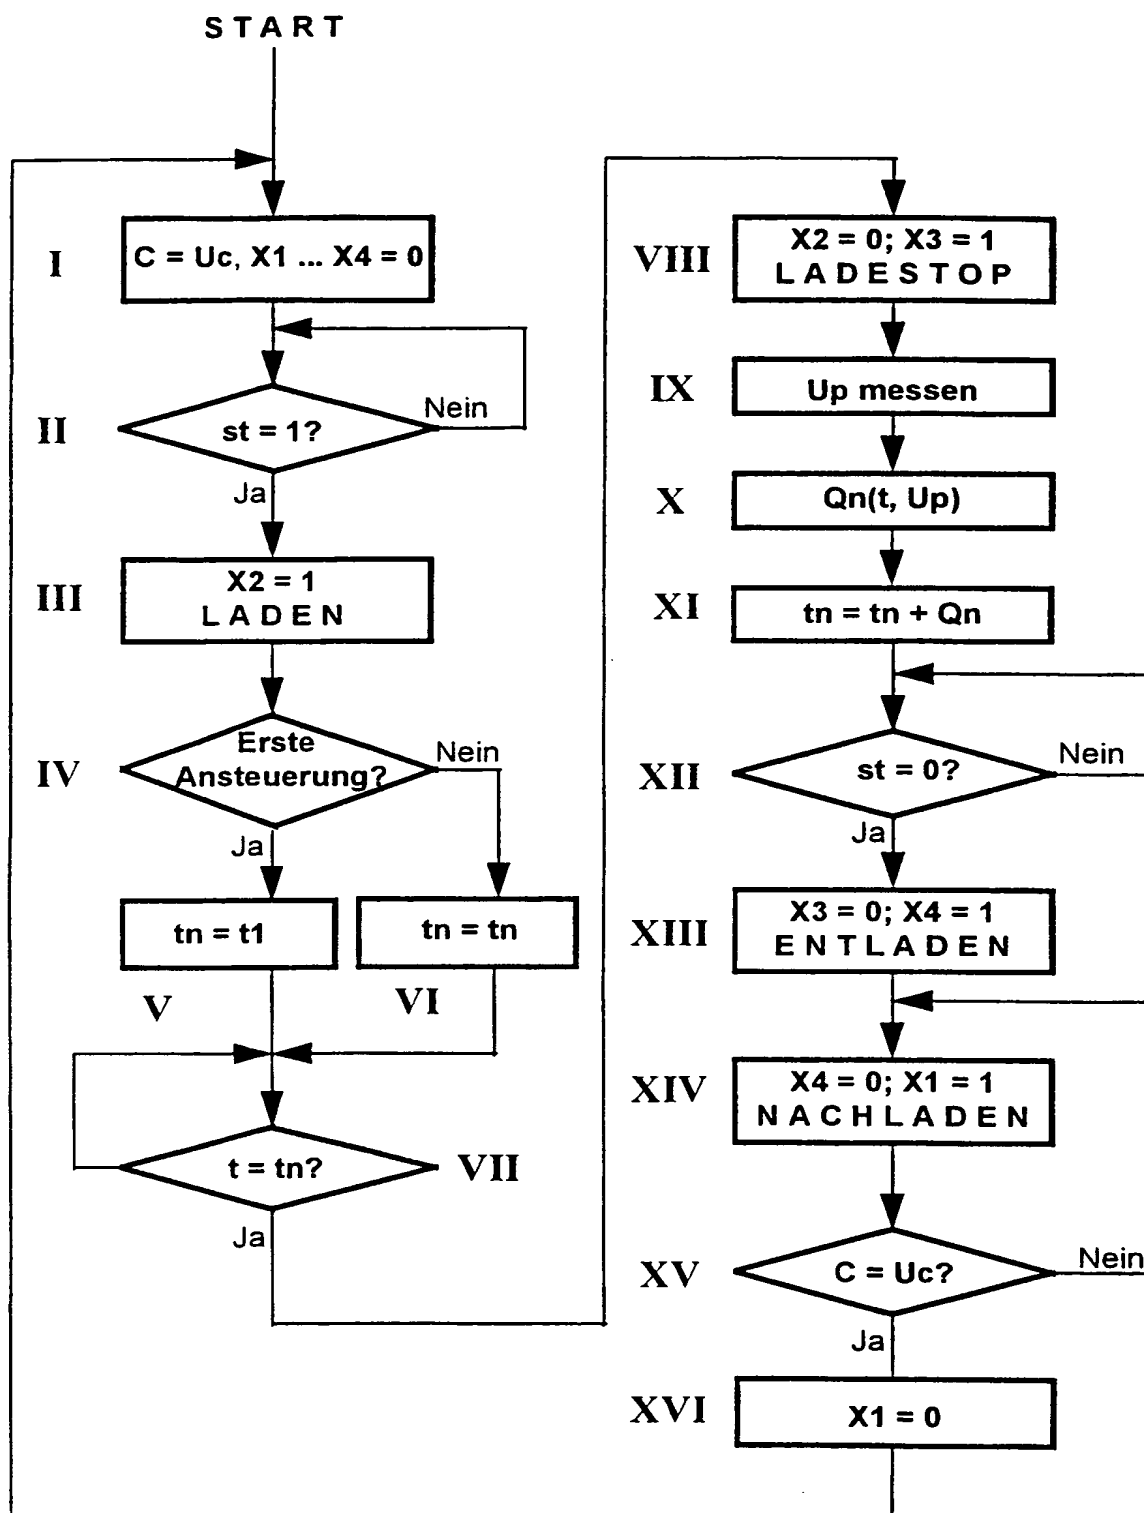 START
I
C = Uc, X1 ... X4 = 0
II
st = 1?
Nein
Ja
III
X2 = 1
LADEN
IV
Erste
Ansteuerung?
Nein
Ja
tn = t1
tn = tn
V
VI
t = tn?
VII
Ja
VIII
X2 = 0; X3 = 1
LADESTOP
IX
Up messen
X
Qn(t, Up)
XI
tn = tn + Qn
XII
st = 0?
Nein
Ja
XIII
X3 = 0; X4 = 1
ENTLADEN
XIV
X4 = 0; X1 = 1
NACHLADEN
XV
C = Uc?
Nein
Ja
XVI
X1 = 0